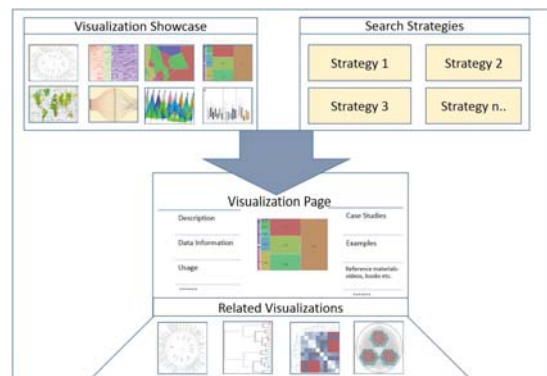 Visualization Showcase
Search Strategies
Strategy 1
Strategy 2
Strategy 3
Strategy n..
Visualization Page
Description
Data Information
Usage
Case Studies
Examples
Reference materials-
videos, books etc.
Related Visualizations